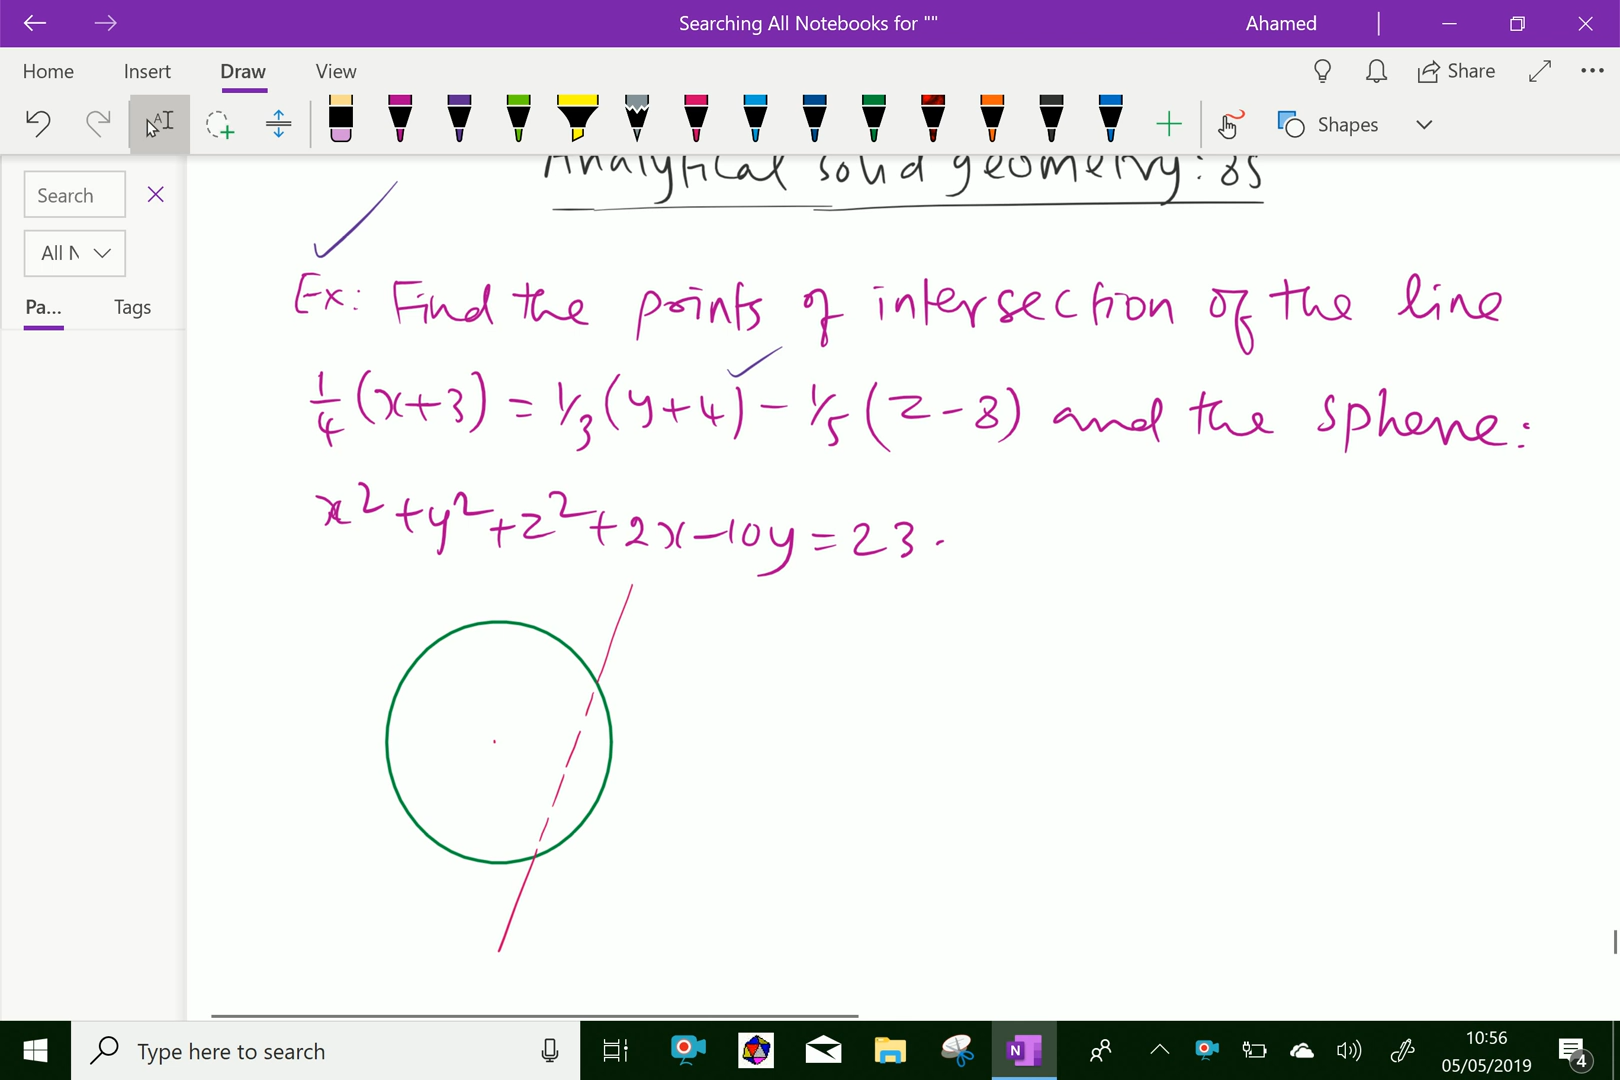 Searching All Notebooks for ""
Ahamed
Home Insert Draw View
Share
Shapes
Search
All N
Pa... Tags
Analytical solid geometry: 85
Ex: Find the points of intersection of the line
1/4 (x+3) = 1/3 (y+4) - 1/5 (z-8) and the sphere:
x² + y² + z² + 2x - 10y = 23.
Type here to search
N
10:56
05/05/2019
4